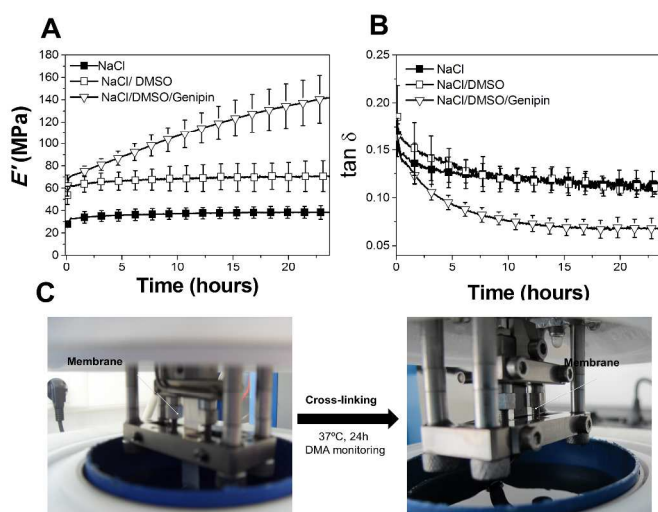 A
E' (MPa)
180
160
140
120
100
80
60
40
20
0
NaCl
NaCl/ DMSO
NaCl/DMSO/Genipin
0 5 10 15 20
Time (hours)
B
tan δ
0.25
0.20
0.15
0.10
0.05
NaCl
NaCl/DMSO
NaCl/DMSO/Genipin
0 5 10 15 20
Time (hours)
C
Membrane
Cross-linking
37ºC, 24h
DMA monitoring
Membrane